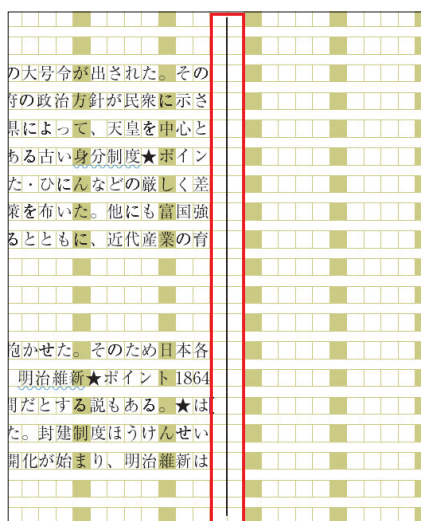 の大号令が出された。その
府の政治方針が民衆に示さ
県によって、天皇を中心と
ある古い身分制度★ポイン
た・ひにんなどの厳しく差
策を布いた。他にも富国強
るとともに、近代産業の育
抱かせた。そのため日本各
明治維新★ポイント1864
間だとする説もある。★は
た。封建制度ほうけんせい
開化が始まり、明治維新は